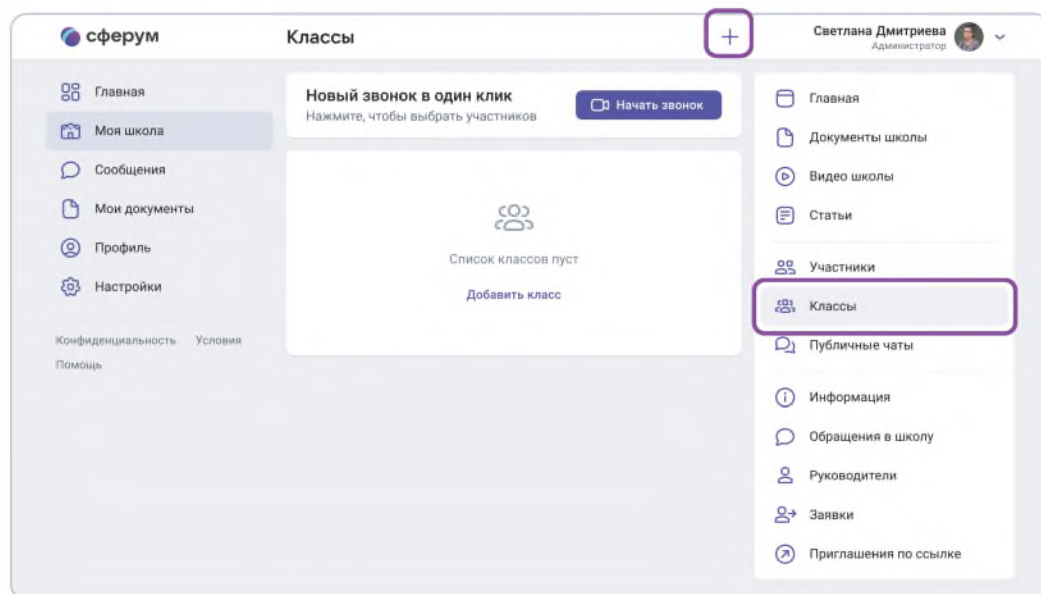 сферум
Классы
Светлана Дмитриева
Администратор
Главная
Моя школа
Сообщения
Мои документы
Профиль
Настройки
Конфиденциальность Условия
Помощь
Новый звонок в один клик
Нажмите, чтобы выбрать участников
Начать звонок
Список классов пуст
Добавить класс
Главная
Документы школы
Видео школы
Статьи
Участники
Классы
Публичные чаты
Информация
Обращения в школу
Руководители
Заявки
Приглашения по ссылке